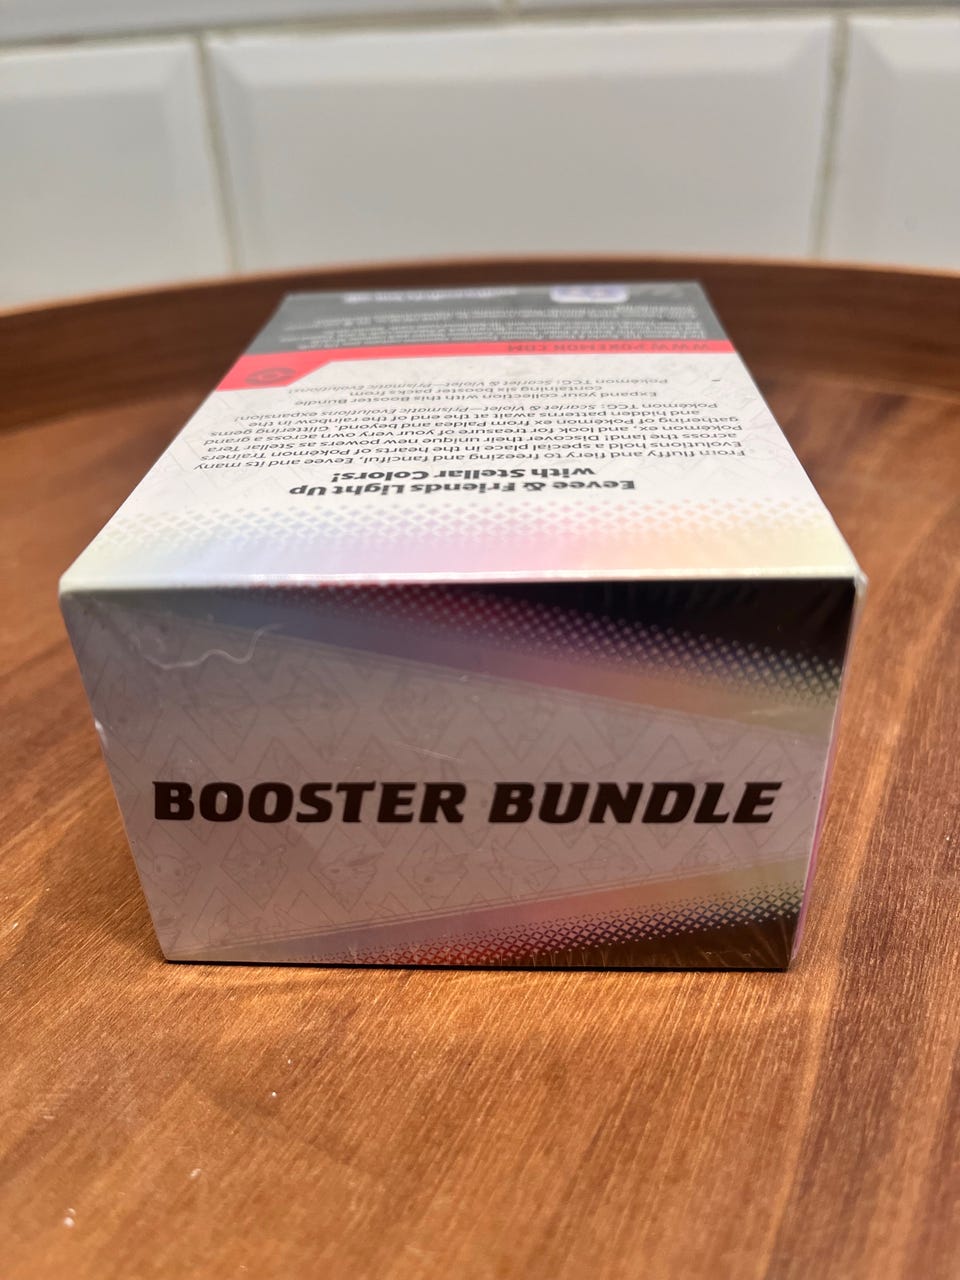 BOOSTER BUNDLE
Eevee & Friends Light Up
with Stellar Colors!
From fluffy and fiery to freezing and fanciful, Eevee and its many
Evolutions hold a special place in the hearts of Pokémon Trainers
across the land! Discover their unique new powers as Stellar Tera
Pokémon ex, and look for treasure of your very own across a grand
gathering of Pokémon ex from Paldea and beyond. Glittering gems
and hidden patterns await at the end of the rainbow in the
Pokémon TCG: Scarlet & Violet—Prismatic Evolutions expansion!
Expand your collection with this Booster Bundle
containing six booster packs from
Pokémon TCG: Scarlet & Violet—Prismatic Evolutions!
WWW.POKEMON.COM